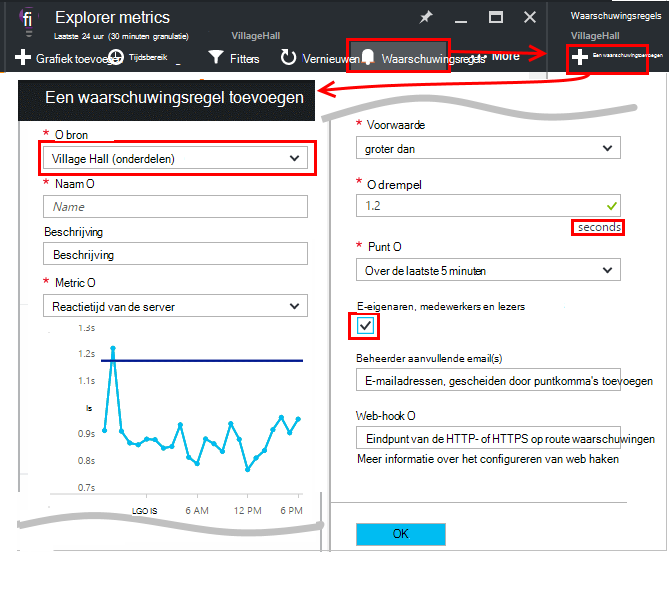 fi
Explorer metrics
Laatste 24 uur (30 minuten granulatie)
VillageHall
Grafiek toevoegen
Tijdsbereik
Fitters
Vernieuwen
Waarschuwingsregels
More
Waarschuwingsregels
VillageHall
Een waarschuwingsregel toevoegen
* O bron
Village Hall (onderdelen)
* Naam O
Name
Beschrijving
Beschrijving
* Metric O
Reactietijd van de server
1.3s
1.2s
1.1s
ls
0.9s
0.8s
0.7s
LGO IS
6 AM
12 PM
6 PM
* Voorwaarde
groter dan
* O drempel
1.2
seconds
* Punt O
Over de laatste 5 minuten
E-eigenaren, medewerkers en lezers
Beheerder aanvullende email(s)
E-mailadressen, gescheiden door puntkomma's toevoegen
Web-hook O
Eindpunt van de HTTP- of HTTPS op route waarschuwingen
Meer informatie over het configureren van web haken
OK